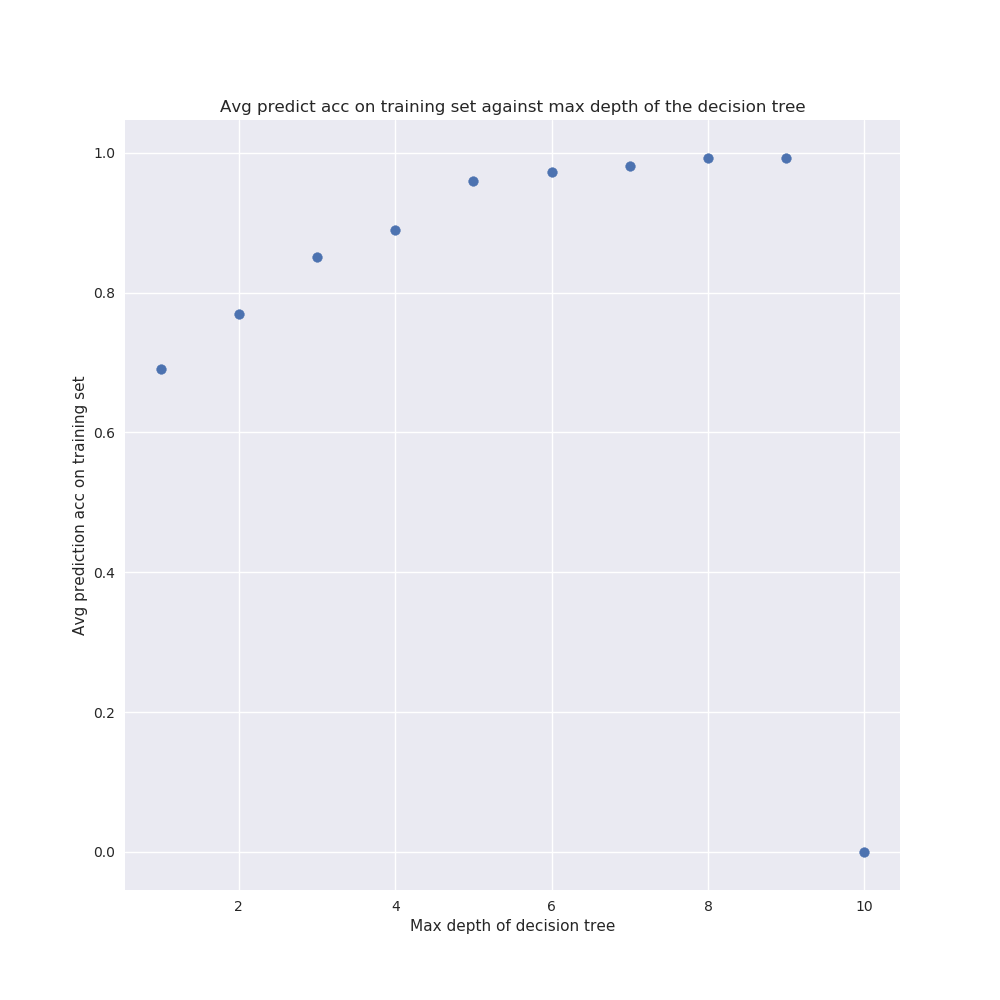 Avg predict acc on training set against max depth of the decision tree
1.0
0.8
0.6
0.4
0.2
0.0
Avg prediction acc on training set
2 4 6 8 10
Max depth of decision tree